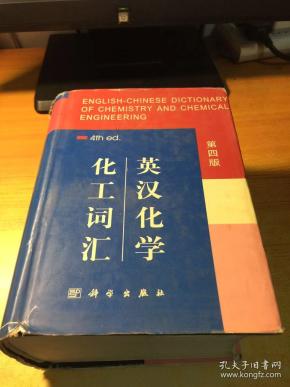 ENGLISH-CHINESE DICTIONARY
OF CHEMISTRY AND CHEMICAL
ENGINEERING
4th ed.
第四版
英汉化学
化工词汇
科学出版社
孔夫子旧书网